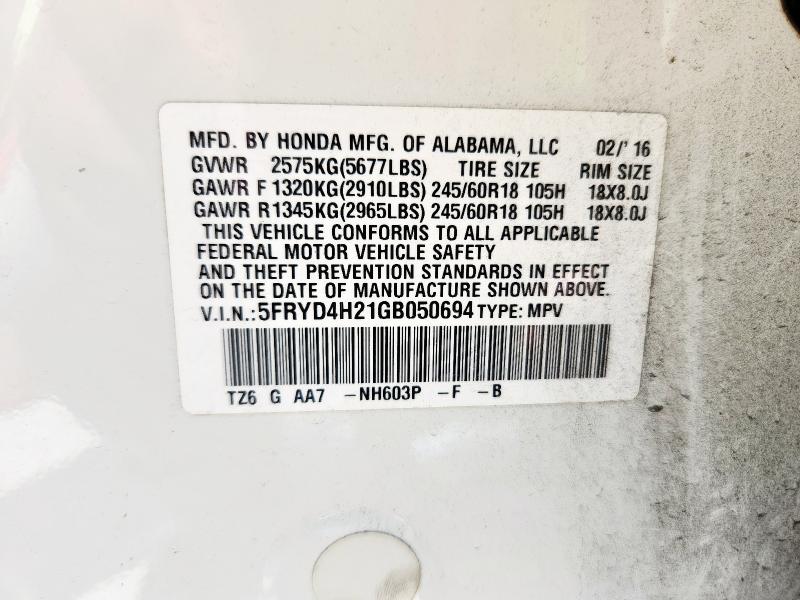 MFD. BY HONDA MFG. OF ALABAMA, LLC 02/'16
GVWR 2575KG(5677LBS) TIRE SIZE RIM SIZE
GAWR F 1320KG(2910LBS) 245/60R18 105H 18X8.0J
GAWR R 1345KG(2965LBS) 245/60R18 105H 18X8.0J
THIS VEHICLE CONFORMS TO ALL APPLICABLE
FEDERAL MOTOR VEHICLE SAFETY
AND THEFT PREVENTION STANDARDS IN EFFECT
ON THE DATE OF MANUFACTURE SHOWN ABOVE.
V.I.N.:5FRYD4H21GB050694 TYPE: MPV
TZ6 G AA7 -NH603P -F -B